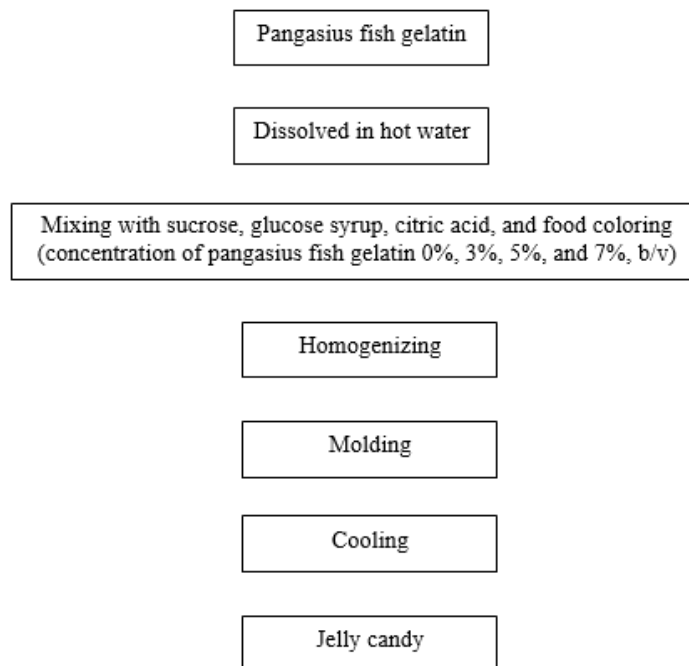 Pangasius fish gelatin
Dissolved in hot water
Mixing with sucrose, glucose syrup, citric acid, and food coloring
(concentration of pangasius fish gelatin 0%, 3%, 5%, and 7%, b/v)
Homogenizing
Molding
Cooling
Jelly candy